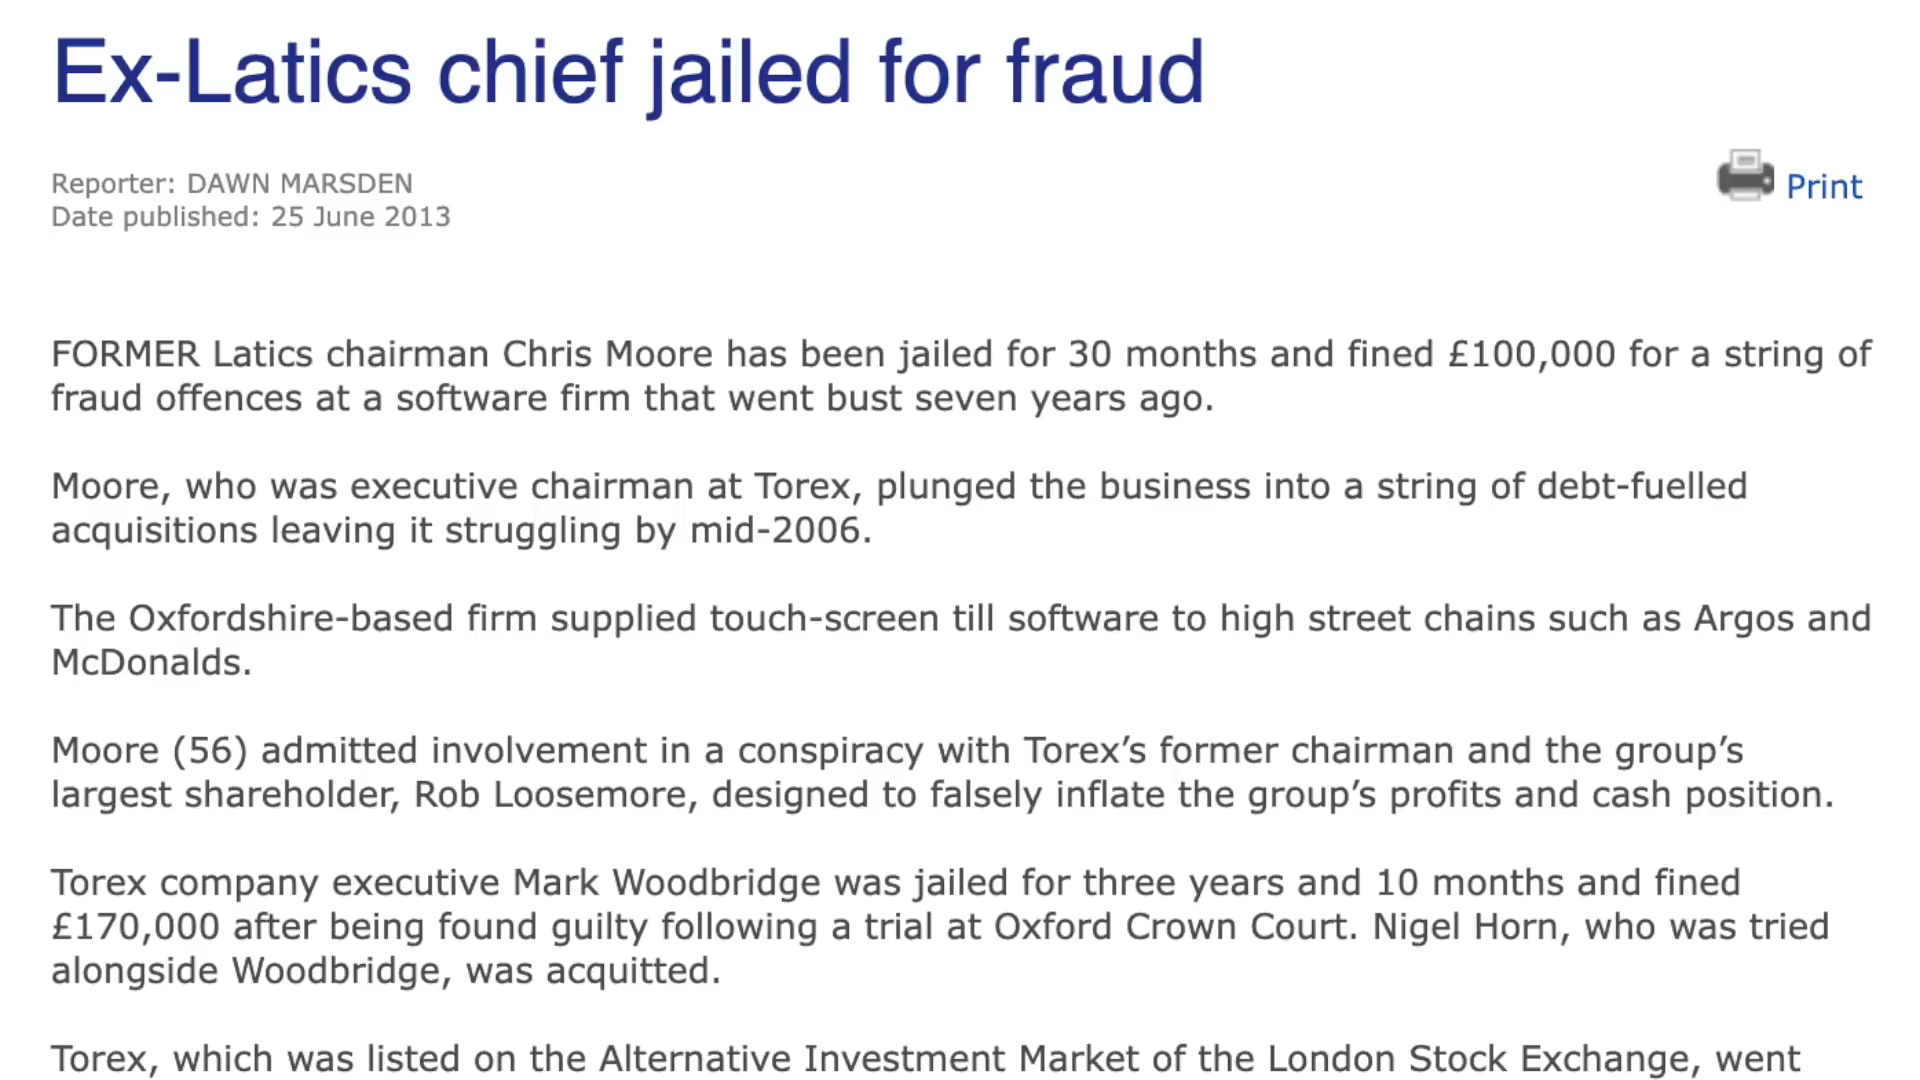 Ex-Latics chief jailed for fraud
Reporter: DAWN MARSDEN
Date published: 25 June 2013
Print
FORMER Latics chairman Chris Moore has been jailed for 30 months and fined £100,000 for a string of
fraud offences at a software firm that went bust seven years ago.
Moore, who was executive chairman at Torex, plunged the business into a string of debt-fuelled
acquisitions leaving it struggling by mid-2006.
The Oxfordshire-based firm supplied touch-screen till software to high street chains such as Argos and
McDonalds.
Moore (56) admitted involvement in a conspiracy with Torex’s former chairman and the group’s
largest shareholder, Rob Loosemore, designed to falsely inflate the group’s profits and cash position.
Torex company executive Mark Woodbridge was jailed for three years and 10 months and fined
£170,000 after being found guilty following a trial at Oxford Crown Court. Nigel Horn, who was tried
alongside Woodbridge, was acquitted.
Torex, which was listed on the Alternative Investment Market of the London Stock Exchange, went